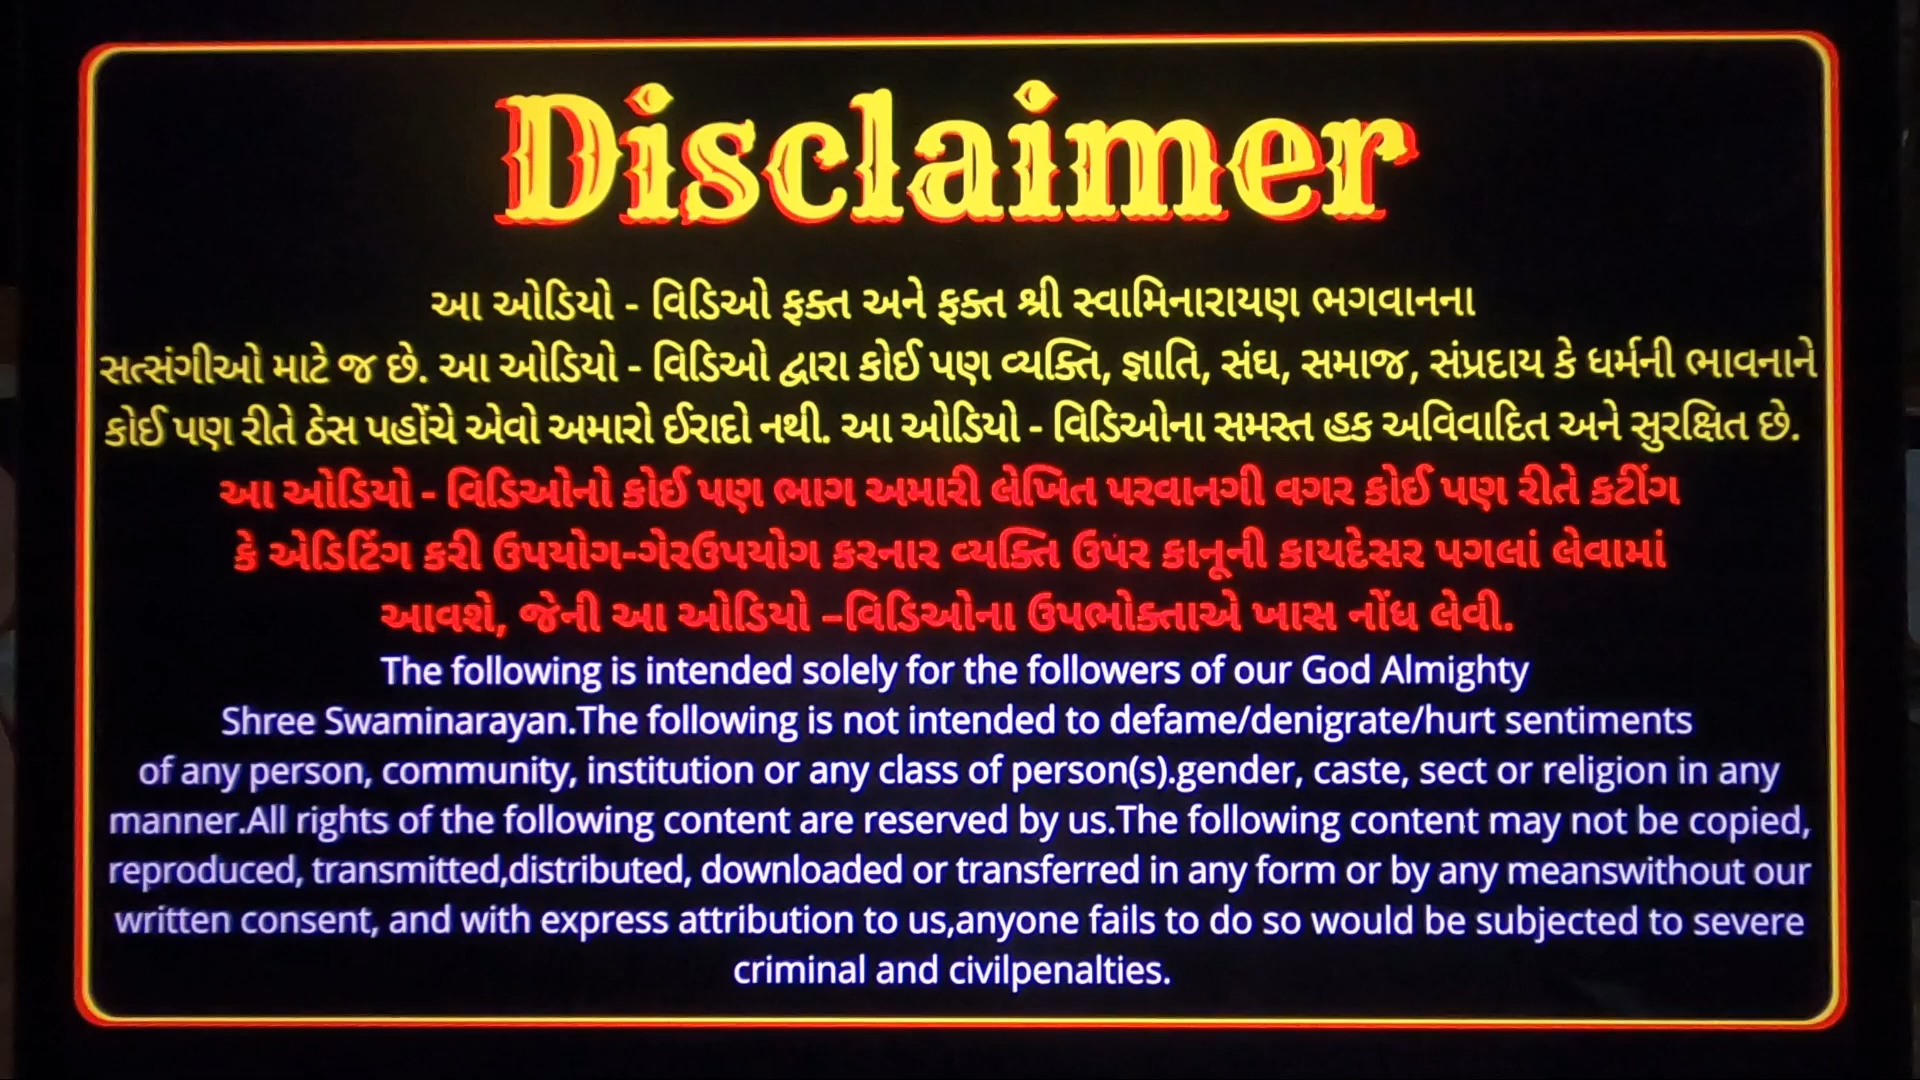 Disclaimer
આ ઓડિયો - વિડિઓ ફક્ત અને ફક્ત શ્રી સ્વામિનારાયણ ભગવાનના
સત્સંગીઓ માટે જ છે. આ ઓડિયો - વિડિઓ દ્વારા કોઈ પણ વ્યક્તિ, જ્ઞાતિ, સંઘ, સમાજ, સંપ્રદાય કે ધર્મની ભાવનાને
કોઈ પણ રીતે ઠેસ પહોંચે એવો અમારો ઈરાદો નથી. આ ઓડિયો - વિડિઓના સમસ્ત હક અવિવાદિત અને સુરક્ષિત છે.
આ ઓડિયો - વિડિઓનો કોઈ પણ ભાગ અમારી લેખિત પરવાનગી વગર કોઈ પણ રીતે કટીંગ
કે એડિટિંગ કરી ઉપયોગ-ગેરઉપયોગ કરનાર વ્યક્તિ ઉપર કાનૂની કાયદેસર પગલાં લેવામાં
આવશે, જેની આ ઓડિયો –વિડિઓના ઉપભોક્તાએ ખાસ નોંધ લેવી.
The following is intended solely for the followers of our God Almighty
Shree Swaminarayan.The following is not intended to defame/denigrate/hurt sentiments
of any person, community, institution or any class of person(s).gender, caste, sect or religion in any
manner.All rights of the following content are reserved by us.The following content may not be copied,
reproduced, transmitted,distributed, downloaded or transferred in any form or by any meanswithout our
written consent, and with express attribution to us,anyone fails to do so would be subjected to severe
criminal and civilpenalties.